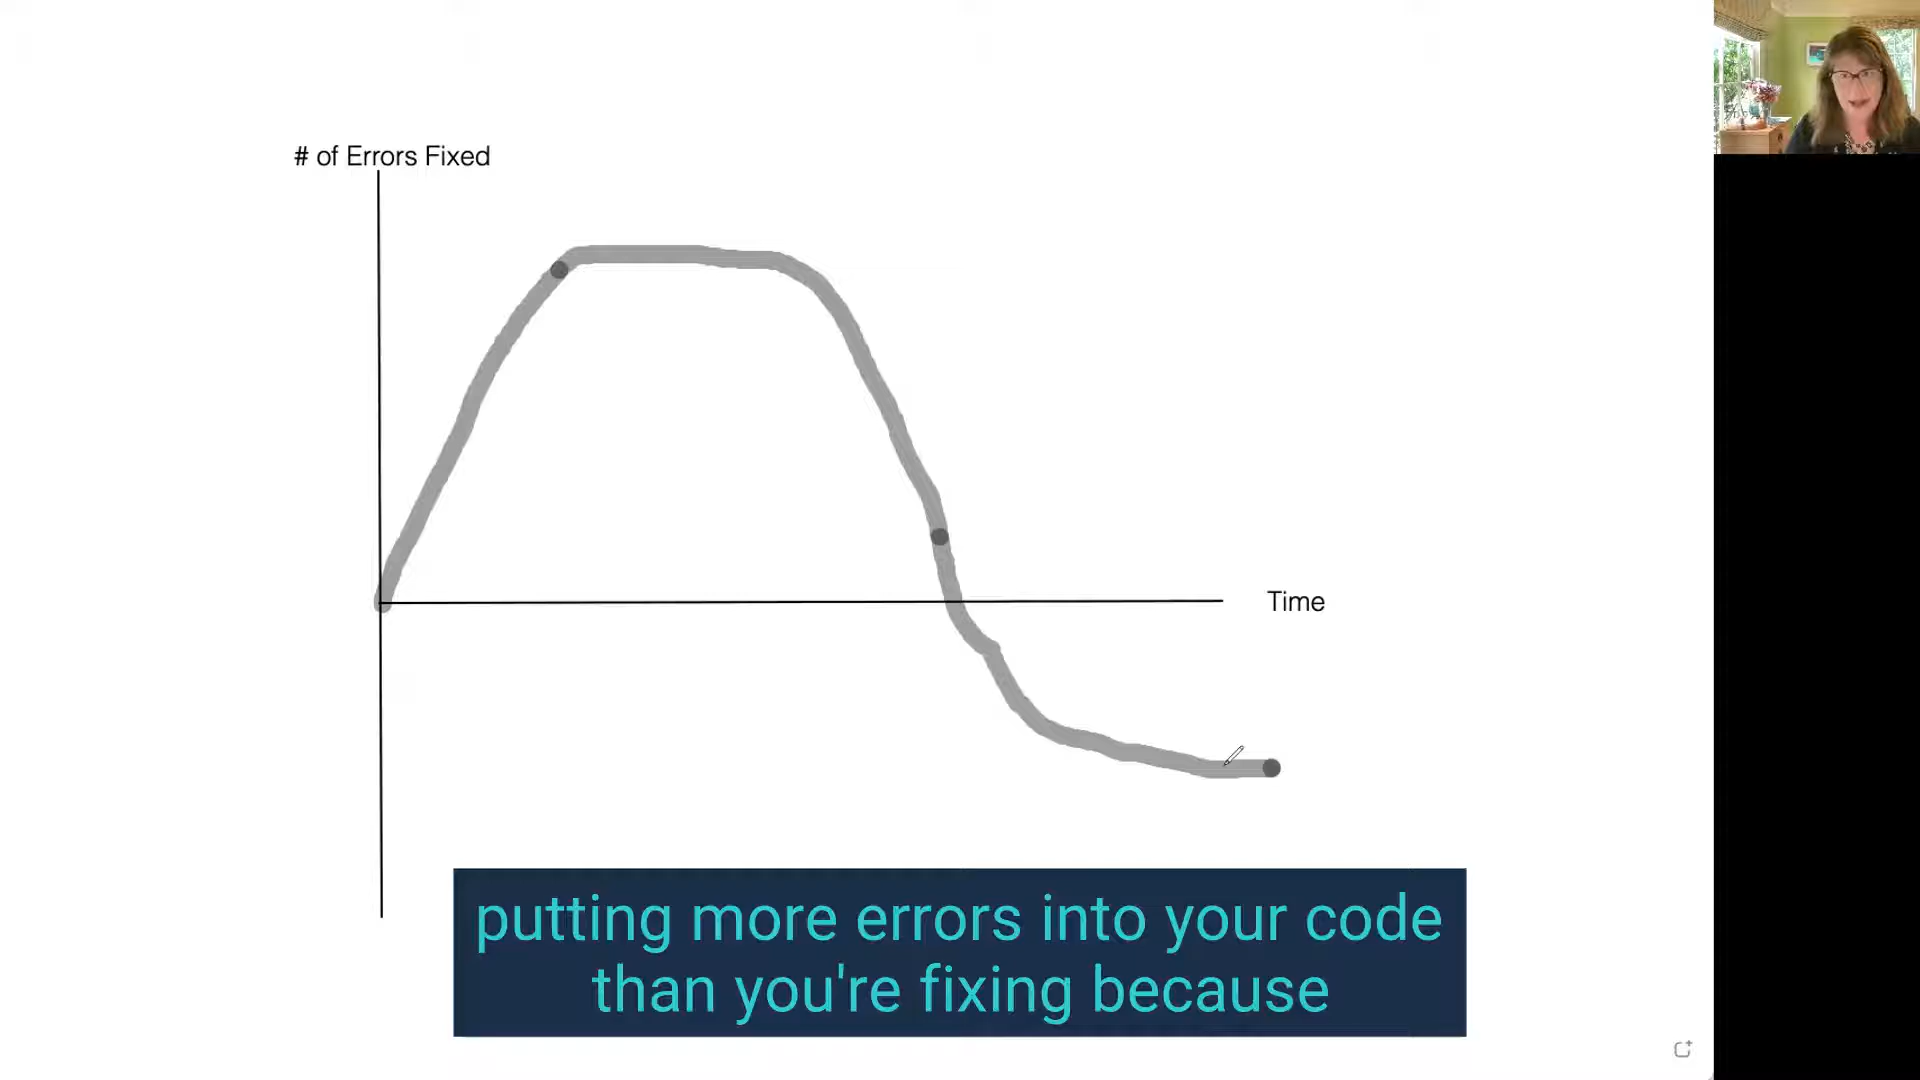 # of Errors Fixed
Time
putting more errors into your code
than you're fixing because